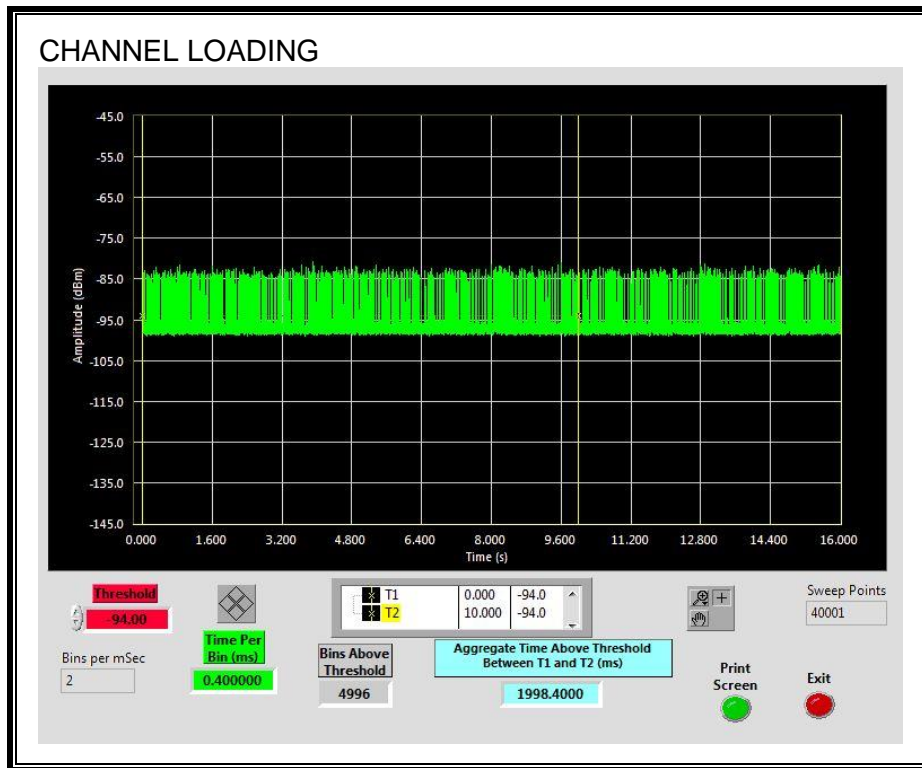 CHANNEL LOADING
-45.0
-55.0
-65.0
-75.0
-85.0
-95.0
-105.0
-115.0
-125.0
-135.0
-145.0
Amplitude (dBm)
0.000 1.600 3.200 4.800 6.400 8.000 9.600 11.200 12.800 14.400 16.000
Time (s)
Threshold
-94.00
Bins per mSec
2
Time Per
Bin (ms)
0.400000
T1 0.000 -94.0
T2 10.000 -94.0
Bins Above
Threshold
4996
Aggregate Time Above Threshold
Between T1 and T2 (ms)
1998.4000
Sweep Points
40001
Print
Screen
Exit